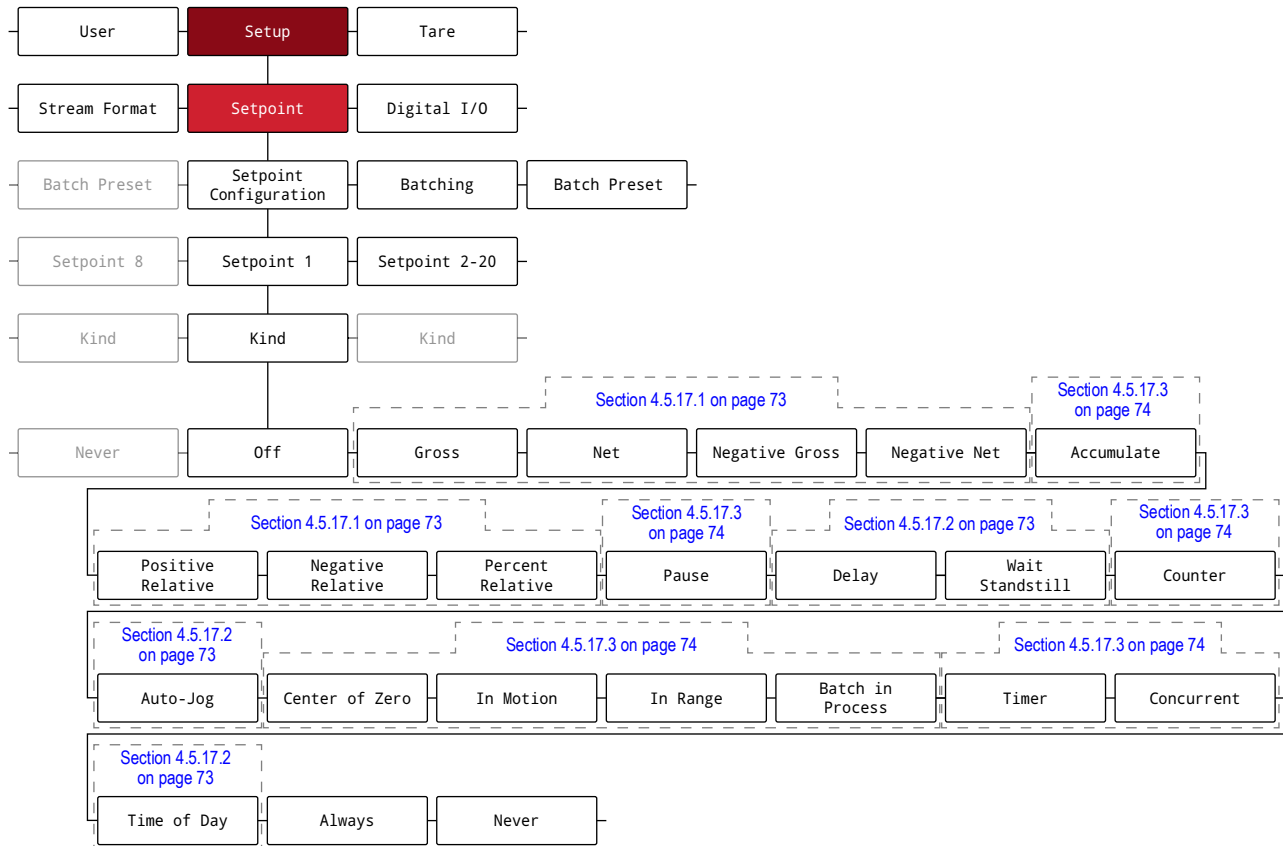 User
Setup
Tare
Stream Format
Setpoint
Digital I/O
Batch Preset
Setpoint
Configuration
Batching
Batch Preset
Setpoint 8
Setpoint 1
Setpoint 2-20
Kind
Kind
Kind
Section 4.5.17.1 on page 73
Section 4.5.17.3
on page 74
Never
Off
Gross
Net
Negative Gross
Negative Net
Accumulate
Section 4.5.17.1 on page 73
Section 4.5.17.3
on page 74
Section 4.5.17.2 on page 73
Section 4.5.17.3
on page 74
Positive
Relative
Negative
Relative
Percent
Relative
Pause
Delay
Wait
Standstill
Counter
Section 4.5.17.2
on page 73
Section 4.5.17.3 on page 74
Section 4.5.17.3 on page 74
Auto-Jog
Center of Zero
In Motion
In Range
Batch in
Process
Timer
Concurrent
Section 4.5.17.2
on page 73
Time of Day
Always
Never